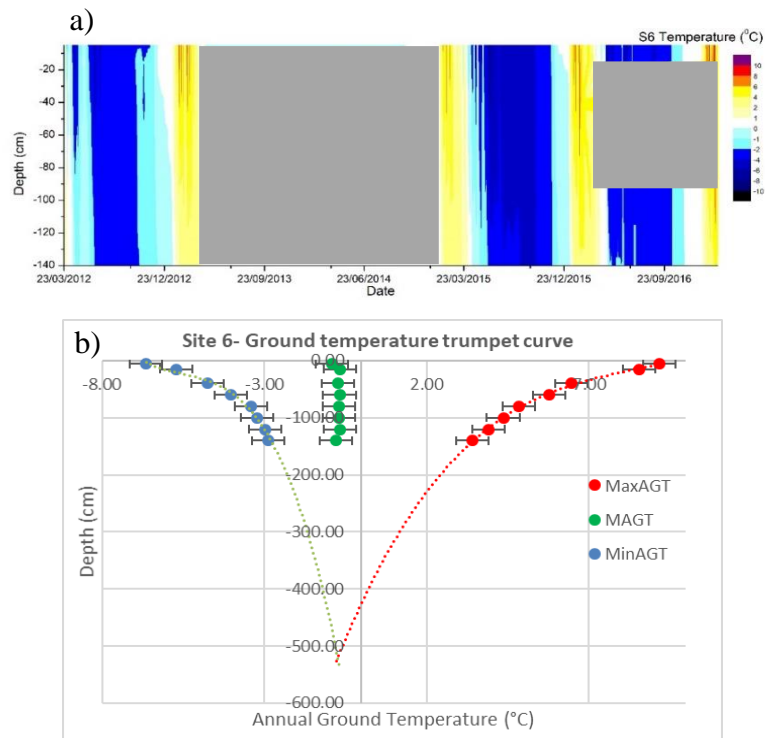 a)
S6 Temperature (°C)
-20
-40
-60
-80
-100
-120
-140
Depth (cm)
10
8
6
4
2
0
-2
-4
-6
-8
-10
23/03/2012 23/12/2012 23/09/2013 23/06/2014 23/03/2015 23/12/2015 23/09/2016
Date
b)
Site 6- Ground temperature trumpet curve
0.00
-8.00 -3.00 2.00 7.00
-100.00
-200.00
-300.00
-400.00
-500.00
-600.00
Depth (cm)
MaxAGT
MAGT
MinAGT
Annual Ground Temperature (°C)